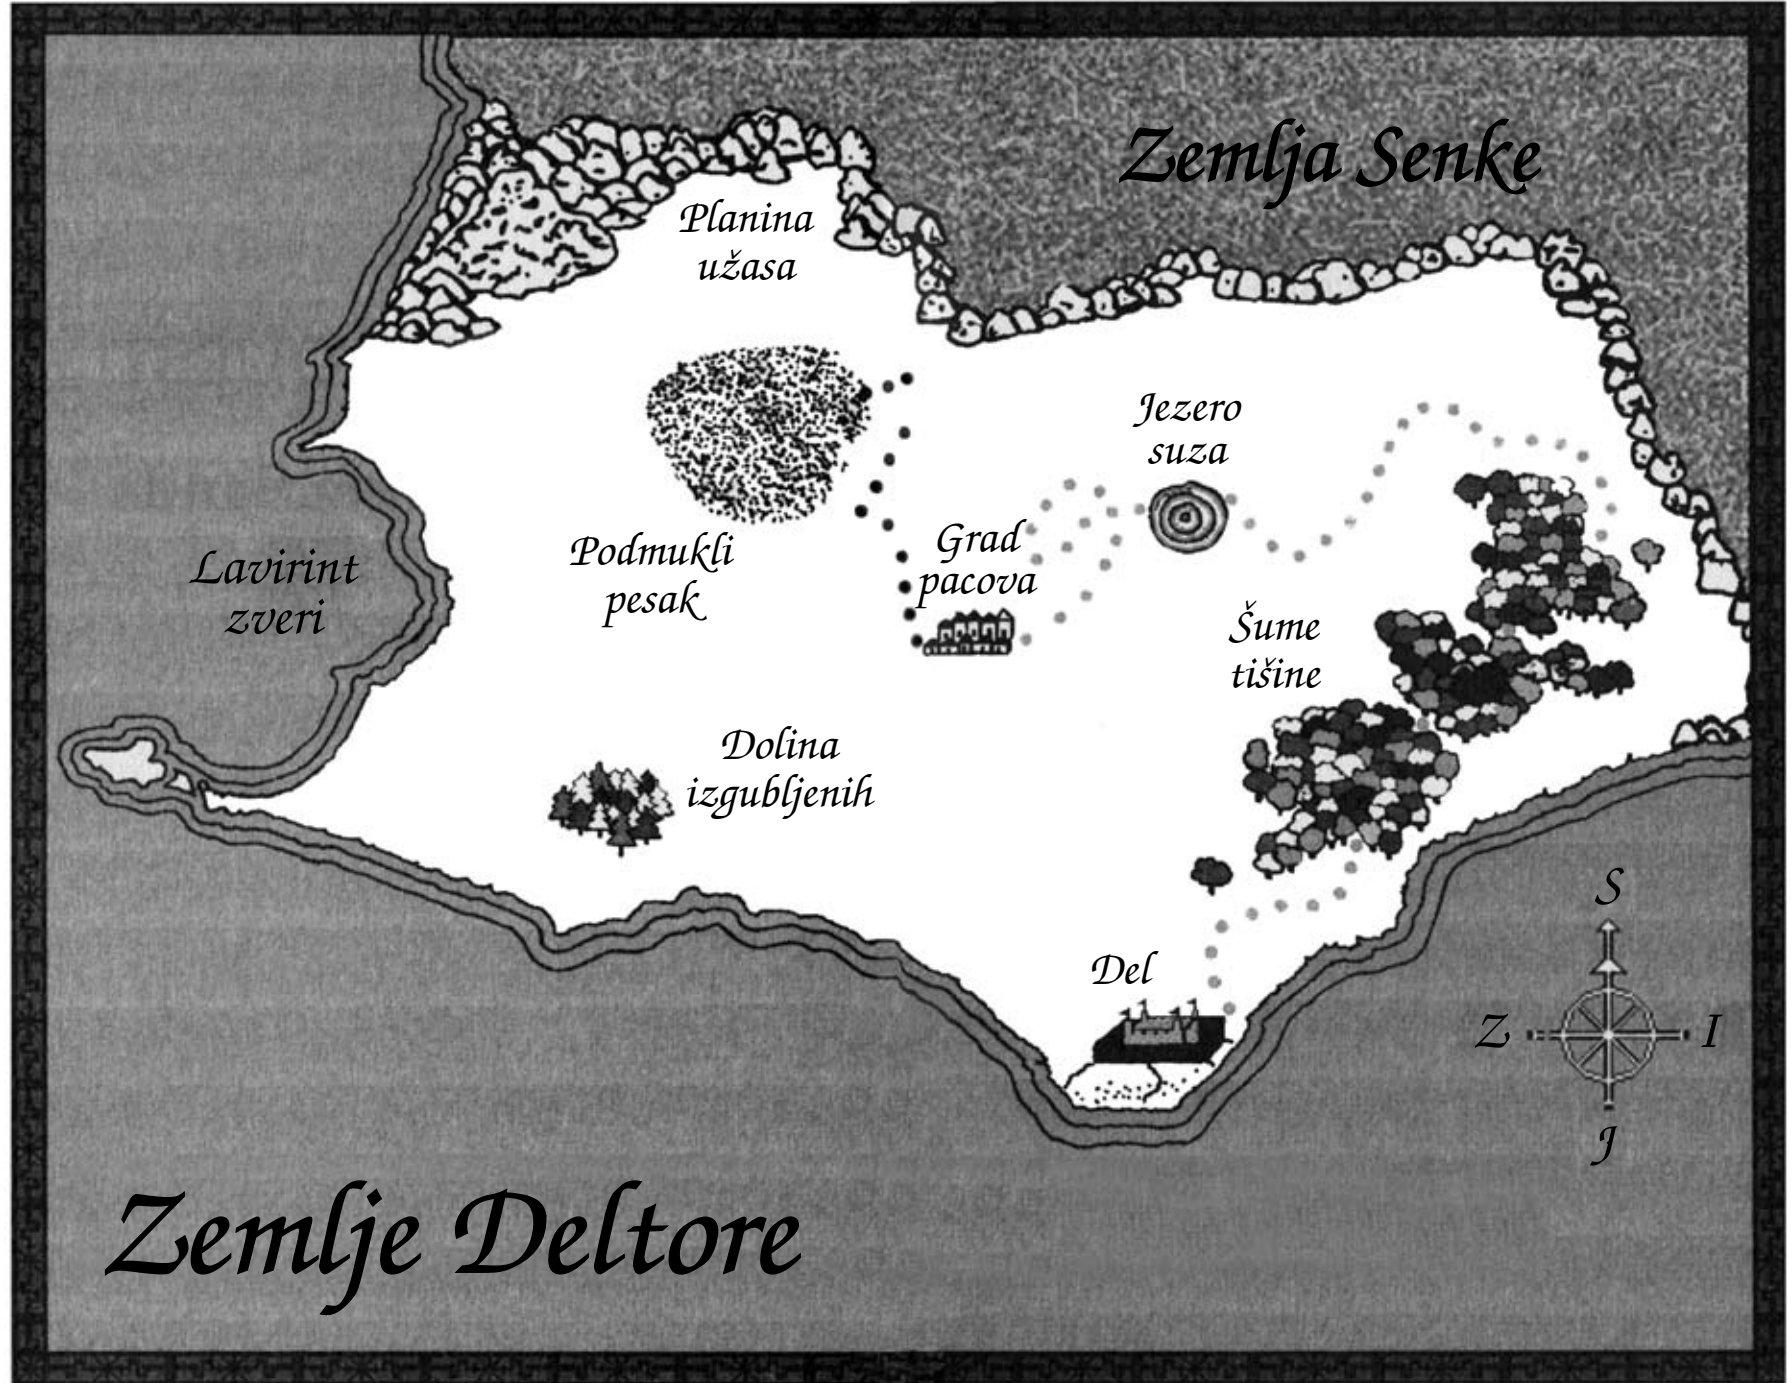 Zemlja Senke
Planina
užasa
Jezero
suza
Grad
pacova
Podmukli
pesak
Lavirint
zveri
Šume
tišine
Dolina
izgubljenih
Del
S
Z
I
J
Zemlje Deltore